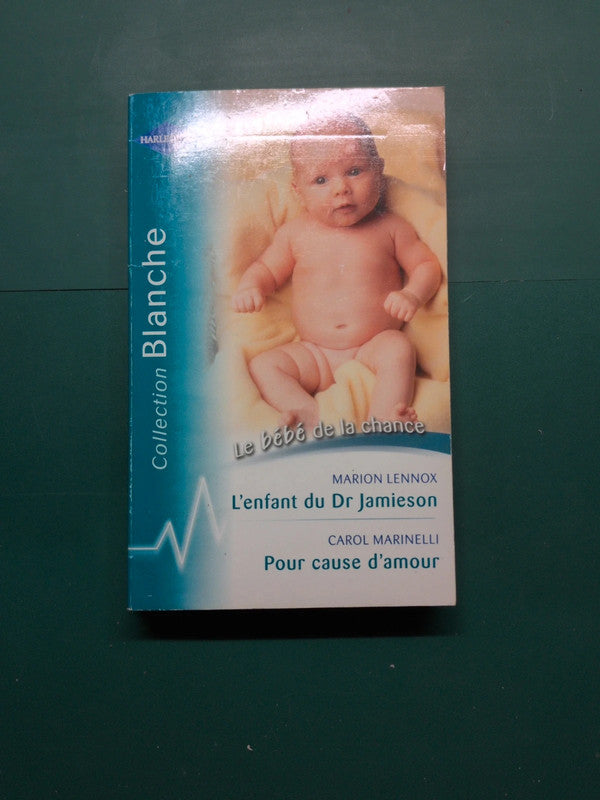 Collection Blanche
Le bébé de la chance
MARION LENNOX
L'enfant du Dr Jamieson
CAROL MARINELLI
Pour cause d'amour